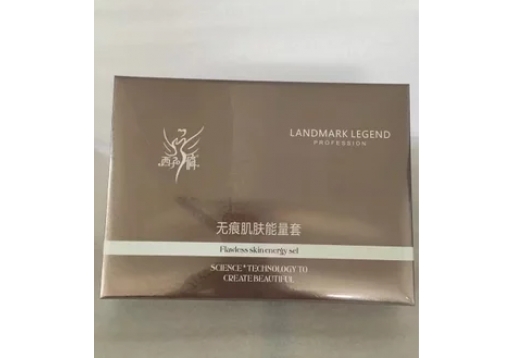 LANDMARK LEGEND
PROFESSION
无痕肌肤能量套
Flawless skin energy set
SCIENCE+TECHNOLOGY TO
CREATE BEAUTIFUL